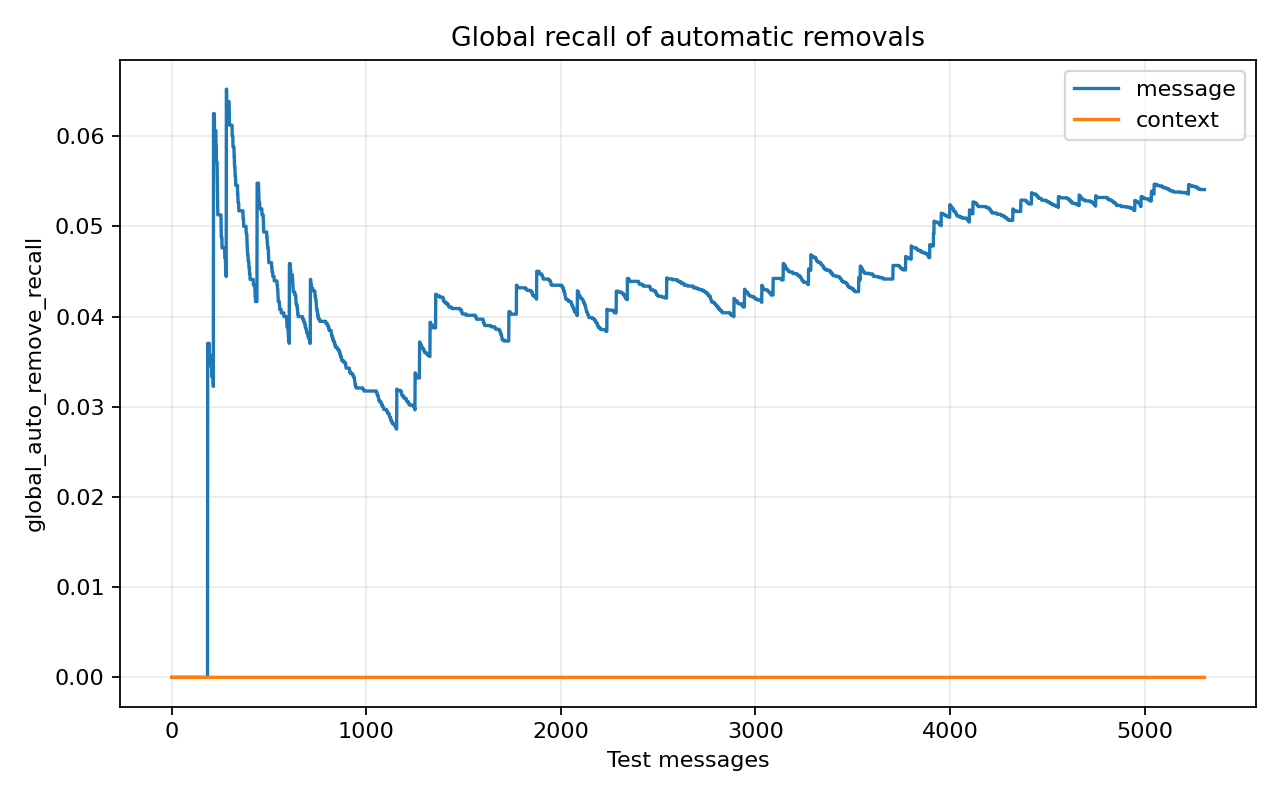 Global recall of automatic removals
message
context
global_auto_remove_recall
0.06
0.05
0.04
0.03
0.02
0.01
0.00
0 1000 2000 3000 4000 5000
Test messages